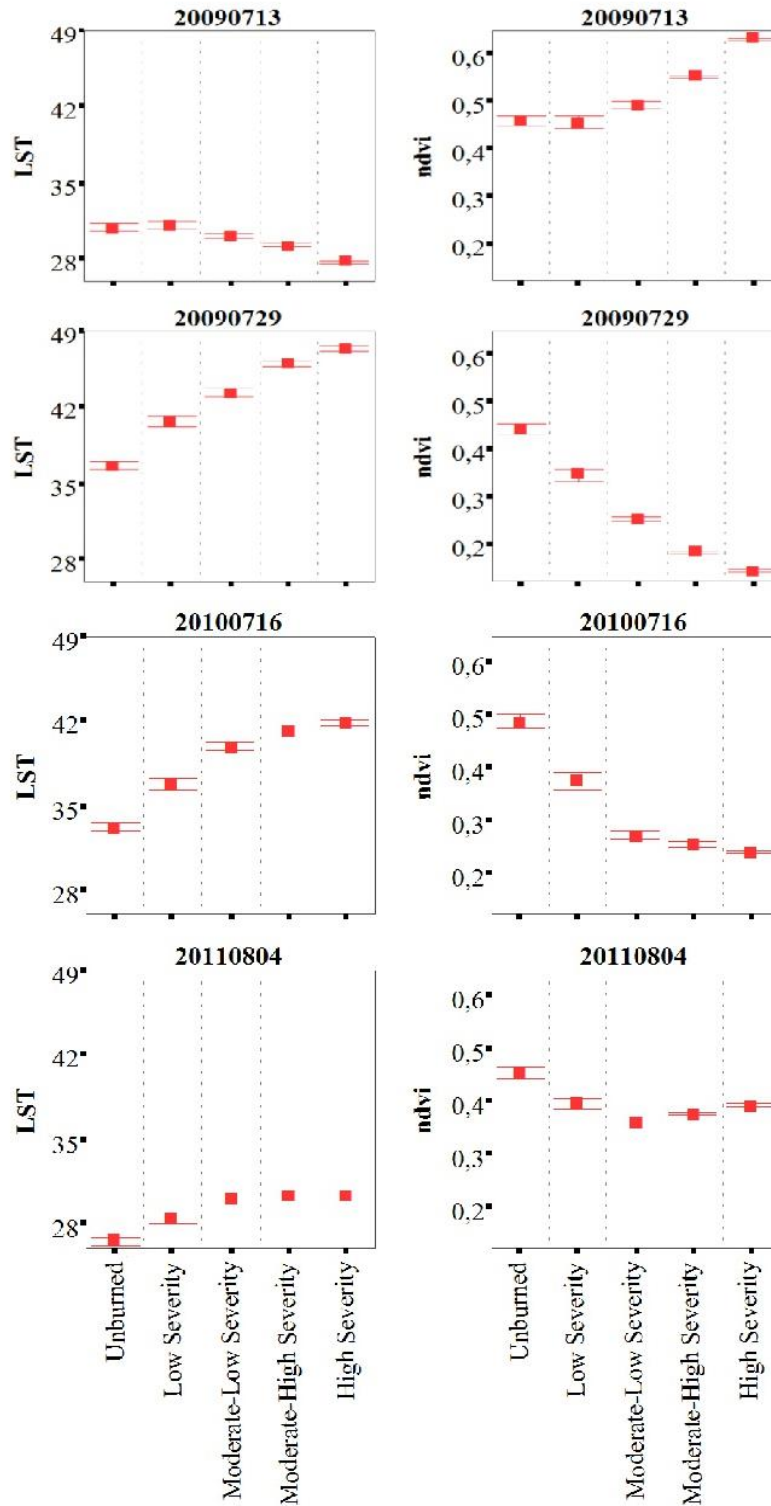 20090713
49
42
35
28
LST
20090713
0,6
0,5
0,4
0,3
0,2
ndvi
20090729
49
42
35
28
LST
20090729
0,6
0,5
0,4
0,3
0,2
ndvi
20100716
49
42
35
28
LST
20100716
0,6
0,5
0,4
0,3
0,2
ndvi
20110804
49
42
35
28
LST
20110804
0,6
0,5
0,4
0,3
0,2
ndvi
Unburned
Low Severity
Moderate-Low Severity
Moderate-High Severity
High Severity
Unburned
Low Severity
Moderate-Low Severity
Moderate-High Severity
High Severity